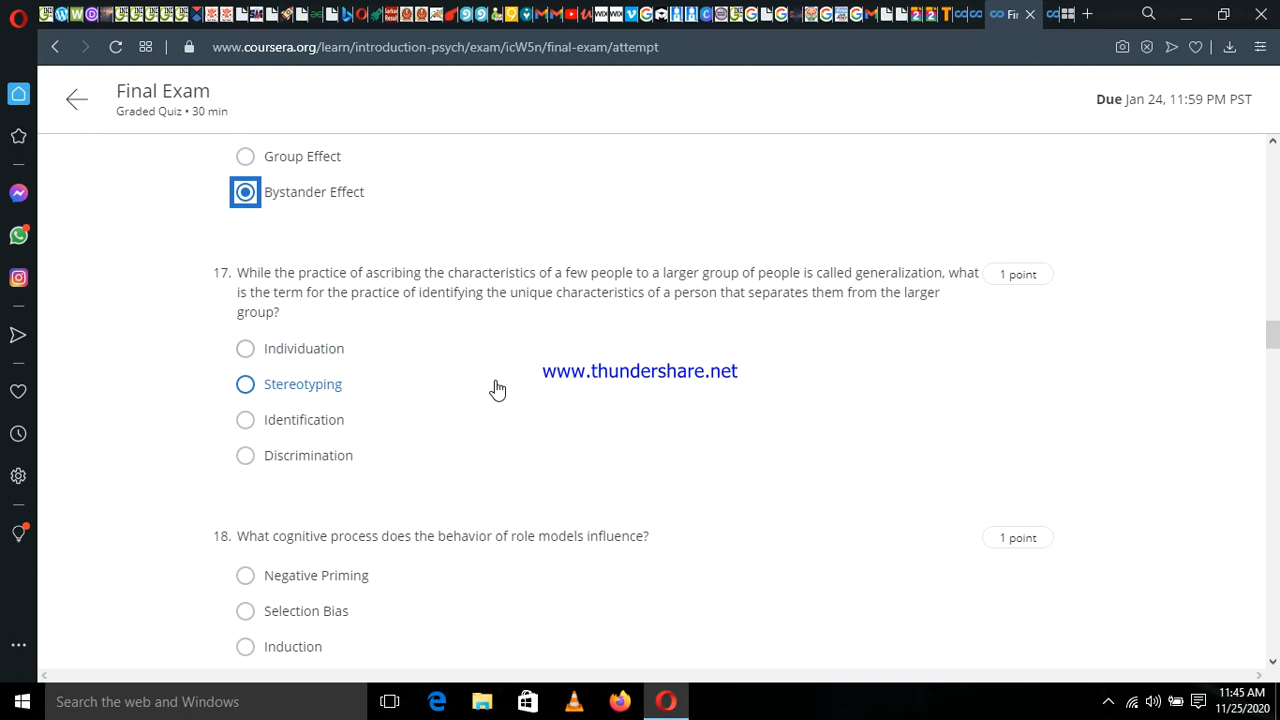 www.coursera.org/learn/introduction-psych/exam/icW5n/final-exam/attempt
Final Exam
Graded Quiz • 30 min
Due Jan 24, 11:59 PM PST
Group Effect
Bystander Effect
17. While the practice of ascribing the characteristics of a few people to a larger group of people is called generalization, what
1 point
is the term for the practice of identifying the unique characteristics of a person that separates them from the larger
group?
Individuation
www.thundershare.net
Stereotyping
Identification
Discrimination
18. What cognitive process does the behavior of role models influence?
1 point
Negative Priming
Selection Bias
Induction
Search the web and Windows
11:45 AM
11/25/2020